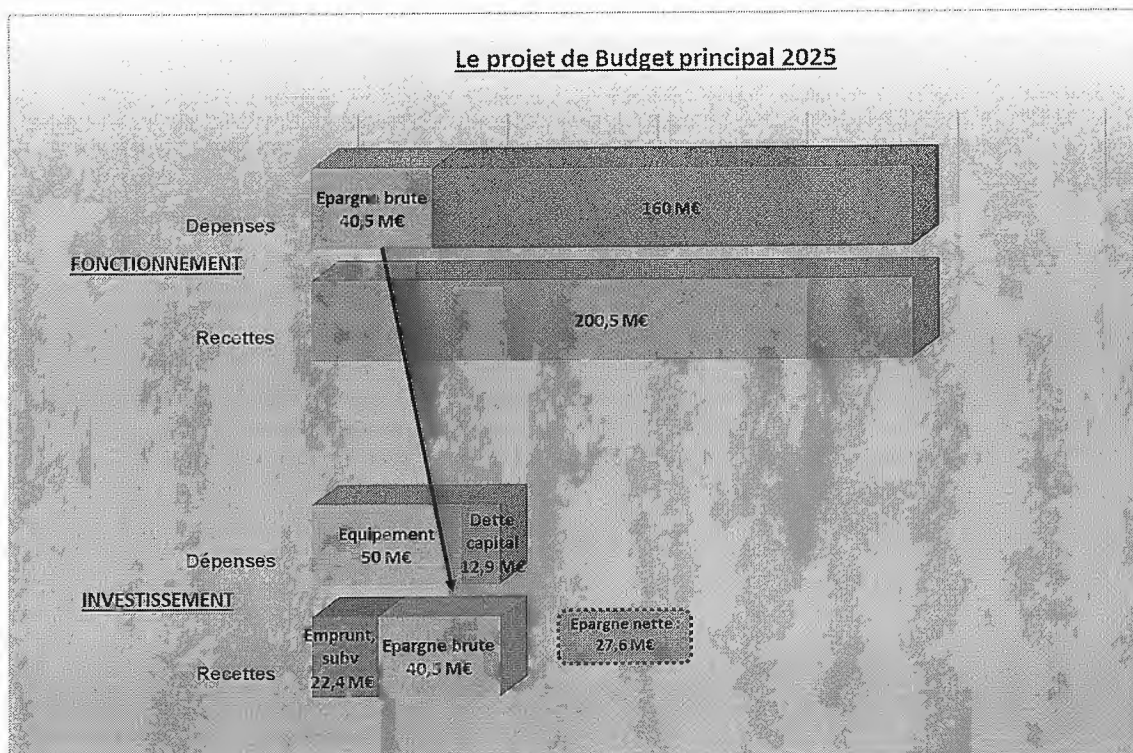 Le projet de Budget principal 2025
Epargne brute
40,5 M€
160 M€
Dépenses
FONCTIONNEMENT
200,5 M€
Recettes
Equipement
50 M€
Dette
capital
12,9 M€
Dépenses
INVESTISSEMENT
Emprunt,
subv
22,4 M€
Epargne brute
40,5 M€
Epargne nette :
27,6 M€
Recettes